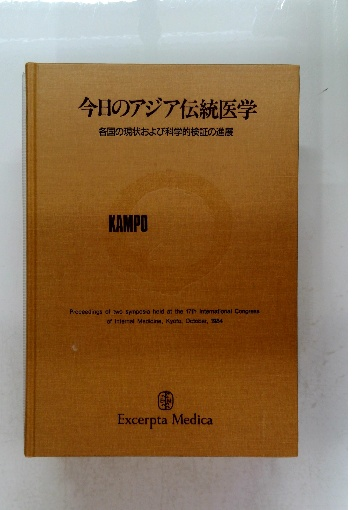 今日のアジア伝統医学
各国の現状および科学的検証の進展
KAMPO
Proceedings of two symposia held at the 17th International Congress
of Internal Medicine, Kyoto, October, 1984
Excerpta Medica